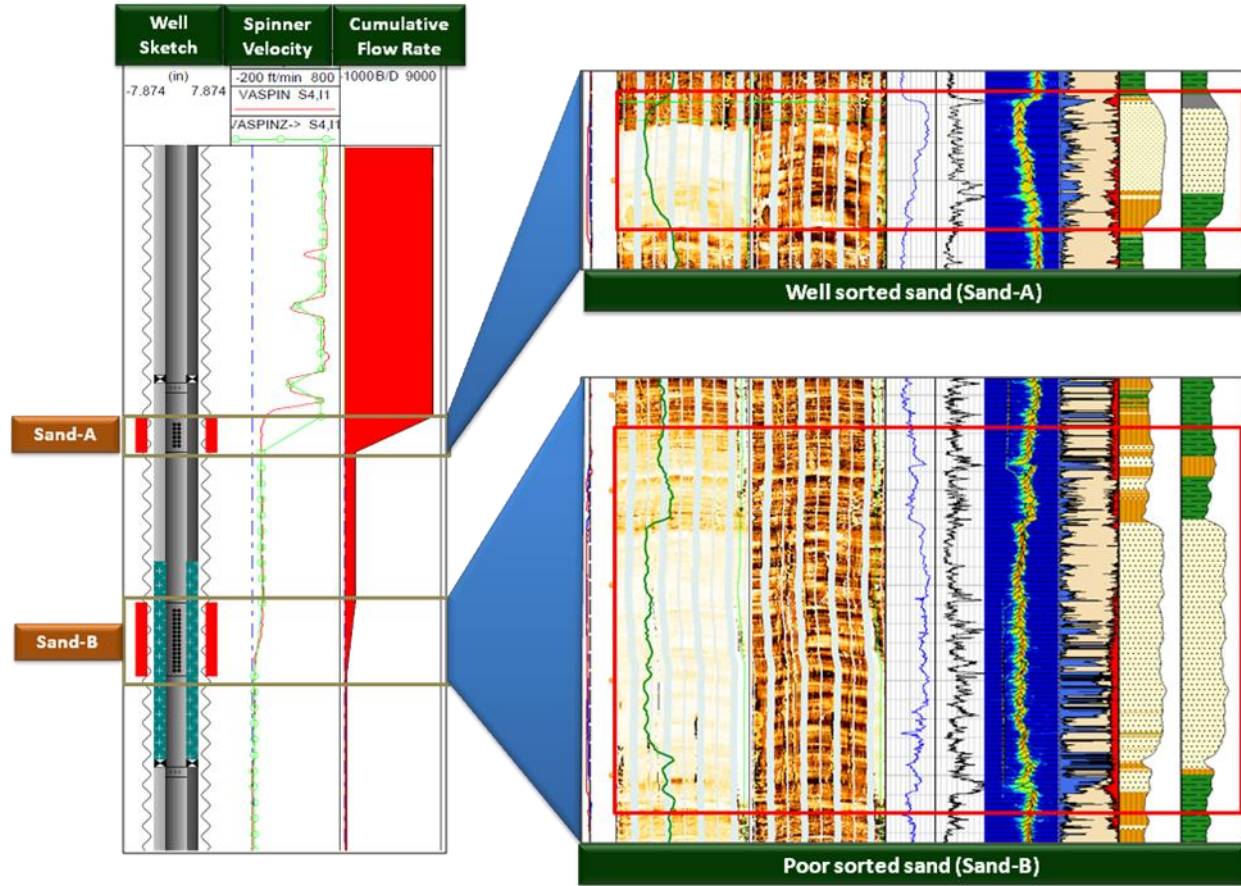 Well
Sketch
Spinner
Velocity
Cumulative
Flow Rate
(in)
-7.874 7.874
-200 ft/min 800
-1000 B/D 9000
VASPIN S4,I1
VASPINZ-> S4,I1
Sand-A
Sand-B
Well sorted sand (Sand-A)
Poor sorted sand (Sand-B)